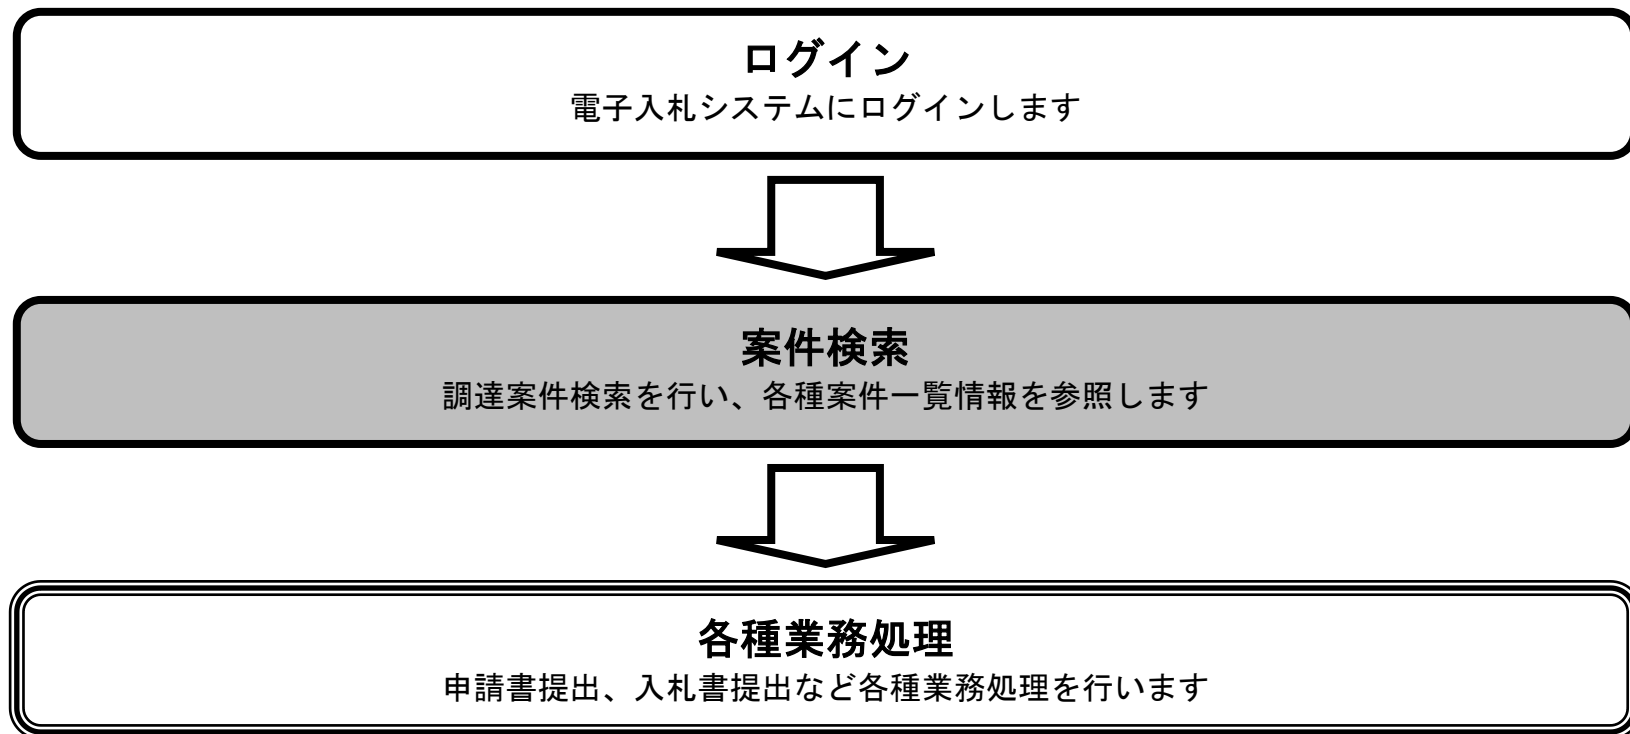 ログイン
電子入札システムにログインします
案件検索
調達案件検索を行い、各種案件一覧情報を参照します
各種業務処理
申請書提出、入札書提出など各種業務処理を行います